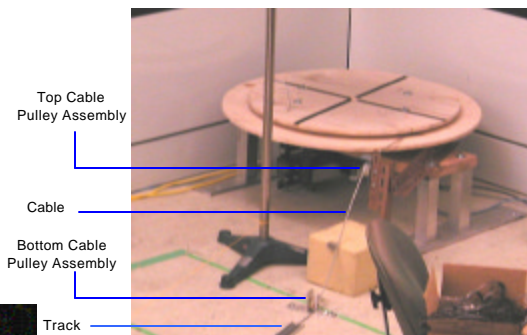 Top Cable
Pulley Assembly
Cable
Bottom Cable
Pulley Assembly
Track